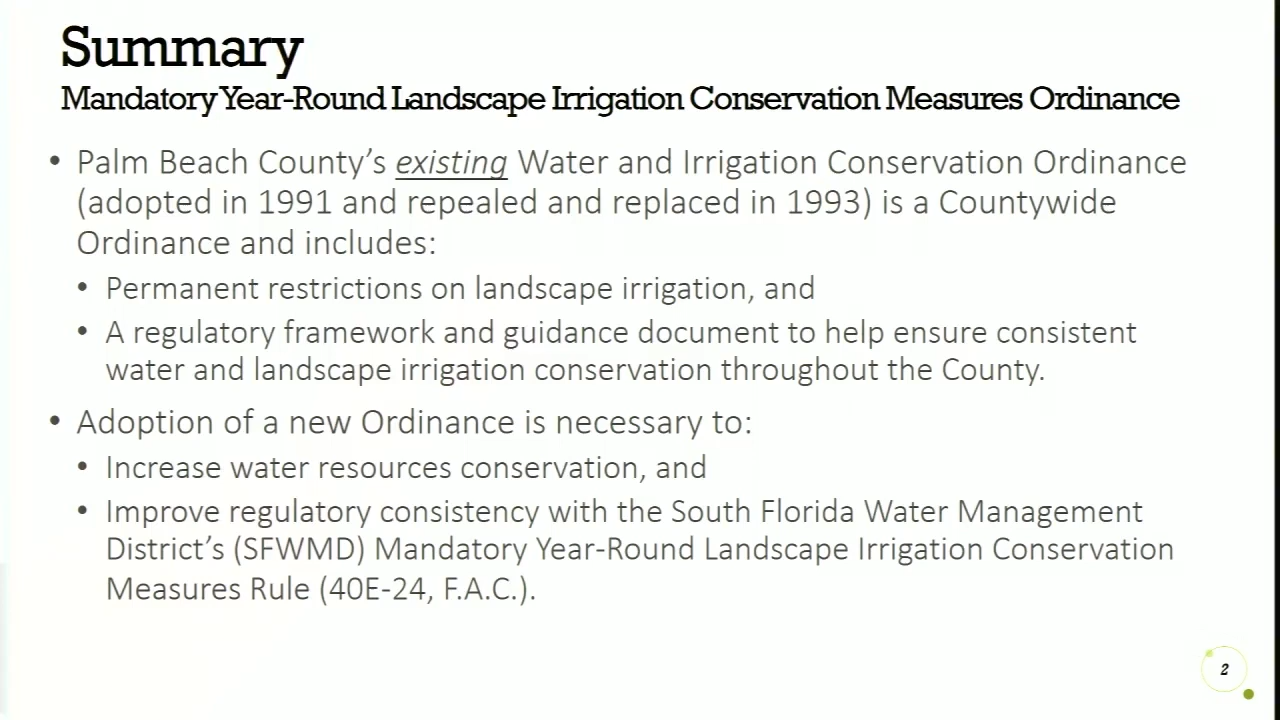 Summary
Mandatory Year-Round Landscape Irrigation Conservation Measures Ordinance
• Palm Beach County’s existing Water and Irrigation Conservation Ordinance
(adopted in 1991 and repealed and replaced in 1993) is a Countywide
Ordinance and includes:
• Permanent restrictions on landscape irrigation, and
• A regulatory framework and guidance document to help ensure consistent
water and landscape irrigation conservation throughout the County.
• Adoption of a new Ordinance is necessary to:
• Increase water resources conservation, and
• Improve regulatory consistency with the South Florida Water Management
District’s (SFWMD) Mandatory Year-Round Landscape Irrigation Conservation
Measures Rule (40E-24, F.A.C.).
2